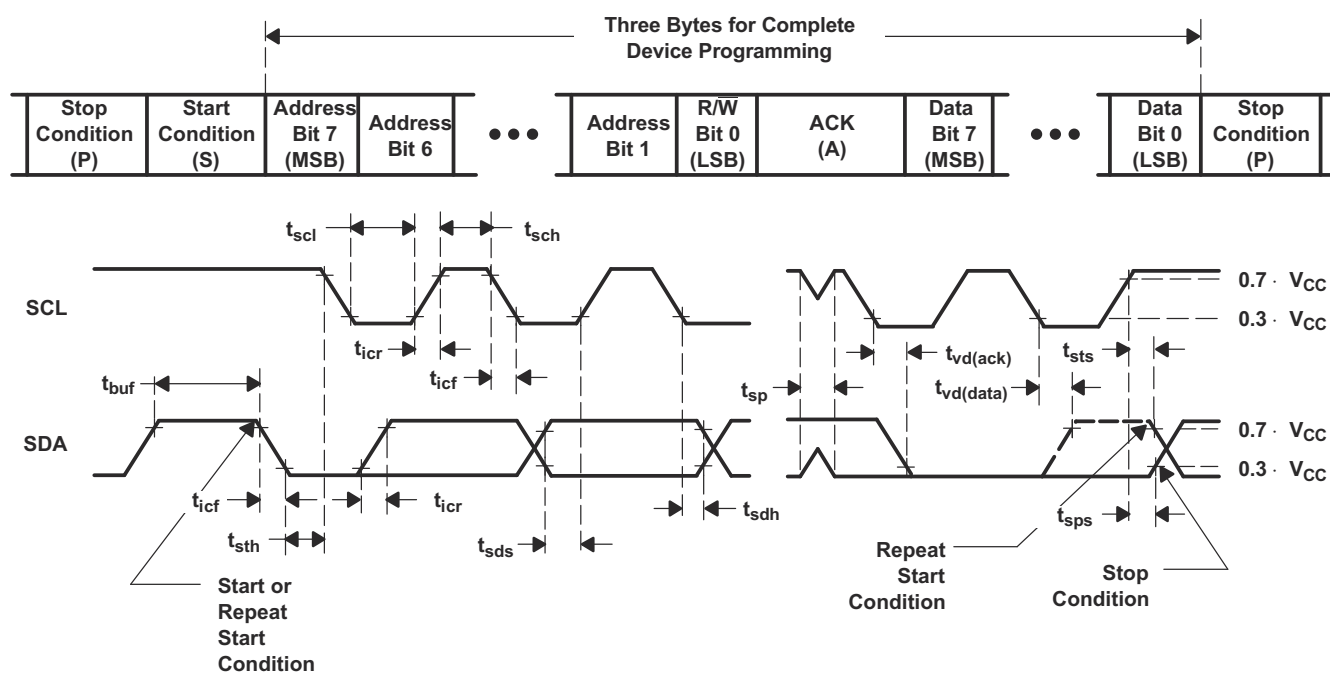 Three Bytes for Complete
Device Programming
Stop
Condition
(P)
Start
Condition
(S)
Address
Bit 7
(MSB)
Address
Bit 6
•••
Address
Bit 1
R/W̅
Bit 0
(LSB)
ACK
(A)
Data
Bit 7
(MSB)
•••
Data
Bit 0
(LSB)
Stop
Condition
(P)
tscl
tsch
SCL
0.7 · VCC
0.3 · VCC
ticr
ticf
tvd(ack)
tsts
tbuf
tsp
tvd(data)
SDA
0.7 · VCC
0.3 · VCC
ticf
ticr
tsdh
tsps
tsth
tsds
Start or
Repeat
Start
Condition
Repeat
Start
Condition
Stop
Condition